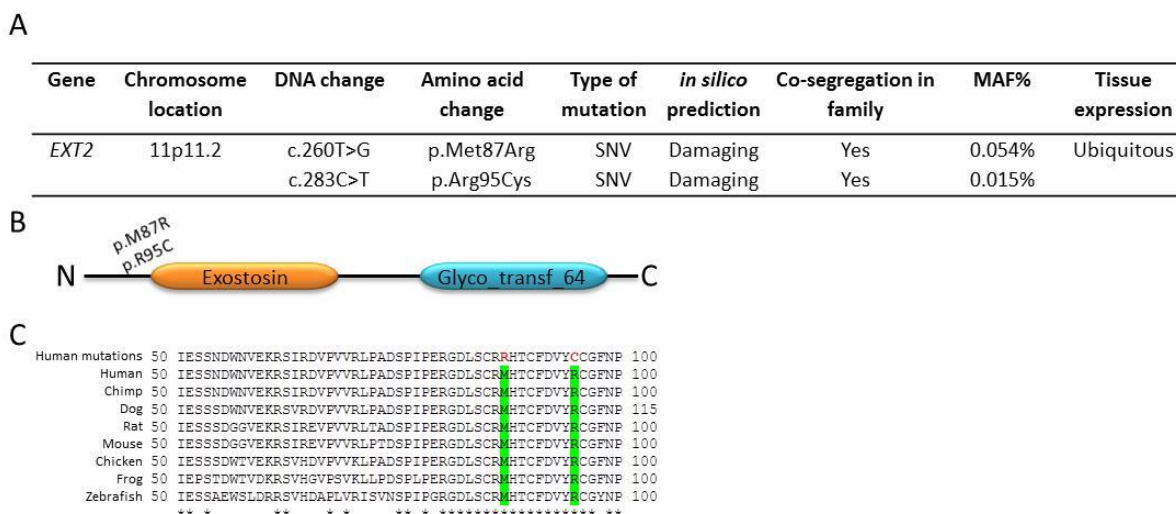 A
Gene Chromosome location DNA change Amino acid change Type of mutation in silico prediction Co-segregation in family MAF% Tissue expression
EXT2 11p11.2 c.260T>G p.Met87Arg SNV Damaging Yes 0.054% Ubiquitous
c.283C>T p.Arg95Cys SNV Damaging Yes 0.015%
B
p.M87R
p.R95C
N Exostosin Glyco_transf_64 C
C
Human mutations 50 IESSNDWNVEKRSIRDVPVVRLPADSPIPERGDLSCRRHTCFDVYCCGFNP 100
Human 50 IESSNDWNVEKRSIRDVPVVRLPADSPIPERGDLSCRMHTCFDVYRCGFNP 100
Chimp 50 IESSNDWNVEKRSIRDVPVVRLPADSPIPERGDLSCRMHTCFDVYRCGFNP 100
Dog 50 IESSSDWNVEKRSVRDVPVVRLPADSPIPERGDLSCRMHTCFDVYRCGFNP 115
Rat 50 IESSSDGGVEKRSIREVPVVRLTADSPIPERGDLSCRMHTCFDVYRCGFNP 100
Mouse 50 IESSSDGGVEKRSIREVPVVRLPTDSPIPERGDLSCRMHTCFDVYRCGFNP 100
Chicken 50 IESSSDWTVEKRSVHDVPVVKLPADSPIPERGDLSCRMHTCFDVYRCGFNP 100
Frog 50 IEPSTDWTVDKRSVHGVPSVKLLPDSPLPERGDLSCRMHTCFDVYRCGFNP 100
Zebrafish 50 IESSAEWSLDRRSVHDAPLVRISVNSPIPGRGDLSCRMHTCFDVYRCGYNP 100
** * ** * * ** * ****************** **